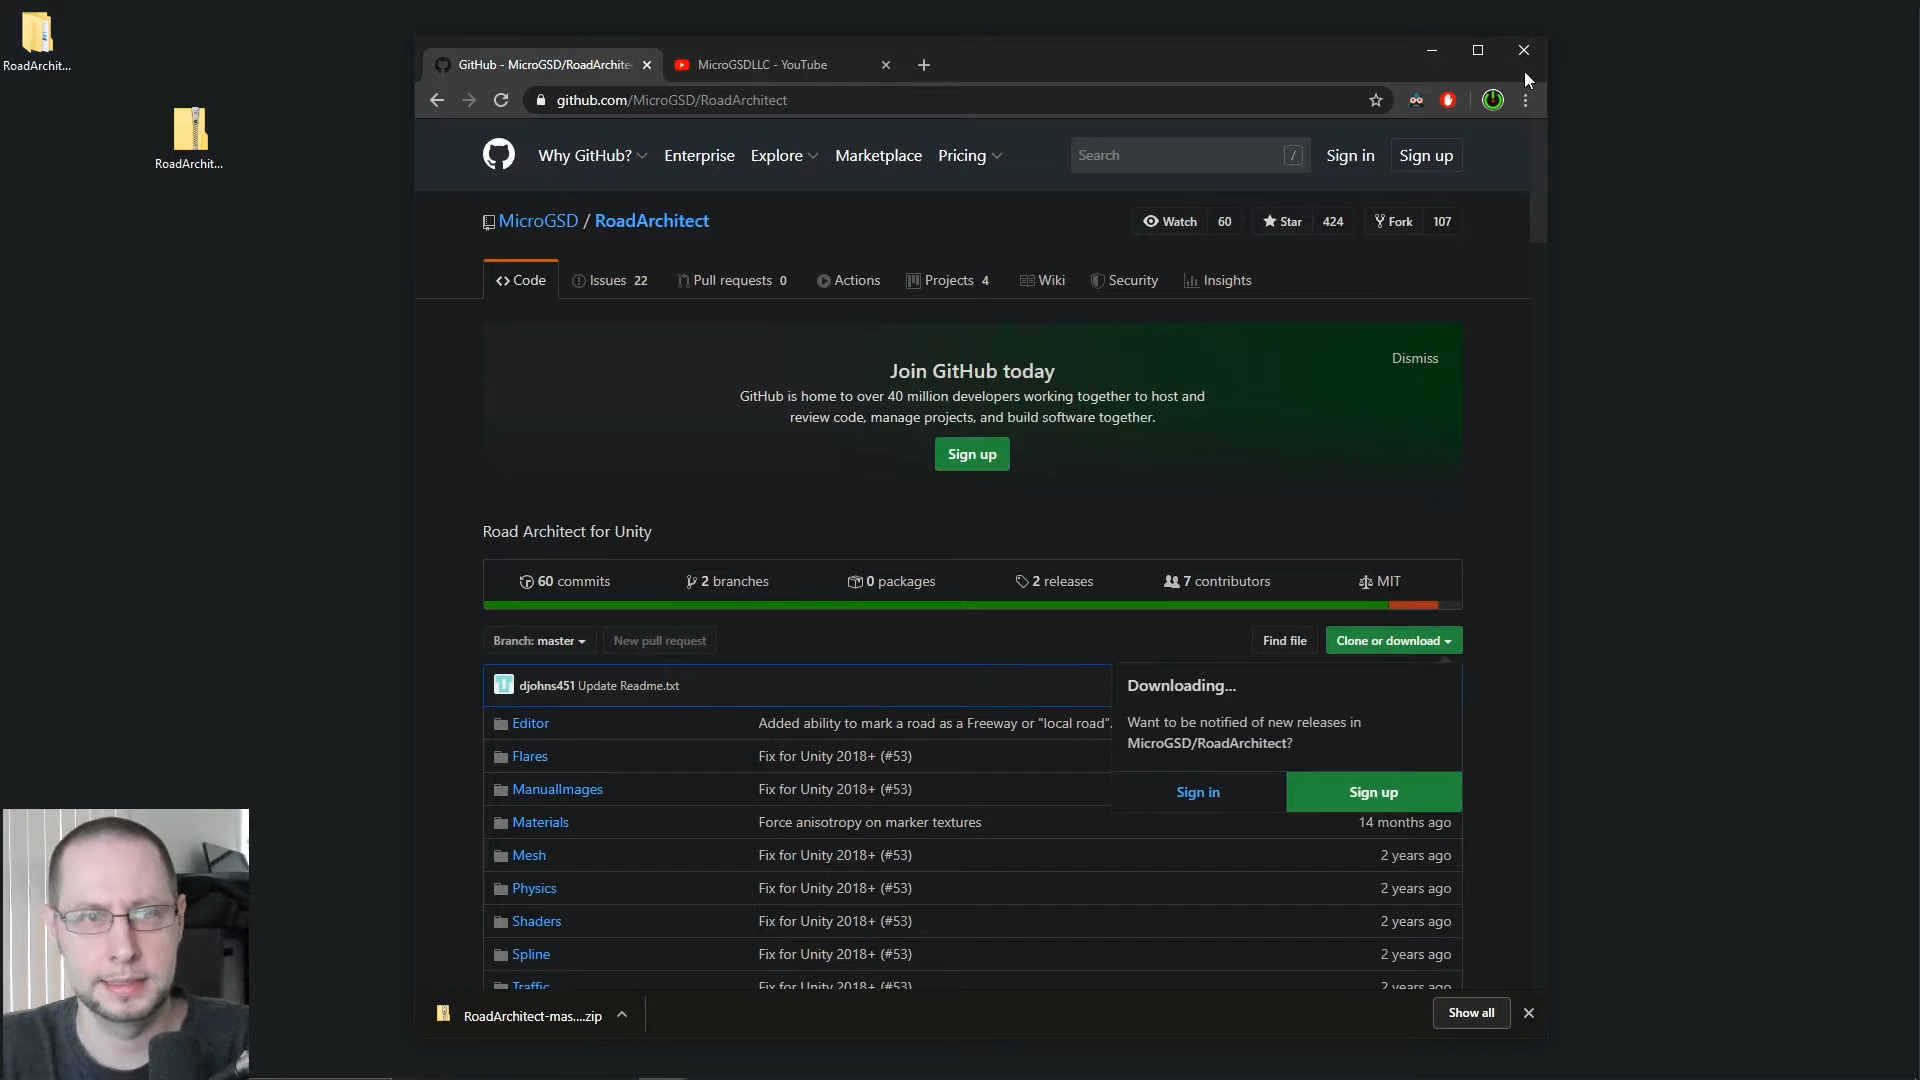 RoadArchit...
RoadArchit...
GitHub - MicroGSD/RoadArchite
MicroGSDLLC - YouTube
github.com/MicroGSD/RoadArchitect
Why GitHub?
Enterprise
Explore
Marketplace
Pricing
Search
/
Sign in
Sign up
MicroGSD / RoadArchitect
Watch 60
Star 424
Fork 107
Code
Issues 22
Pull requests 0
Actions
Projects 4
Wiki
Security
Insights
Join GitHub today
Dismiss
GitHub is home to over 40 million developers working together to host and
review code, manage projects, and build software together.
Sign up
Road Architect for Unity
60 commits
2 branches
0 packages
2 releases
7 contributors
MIT
Branch: master
New pull request
Find file
Clone or download
djohns451 Update Readme.txt
Downloading...
Want to be notified of new releases in
MicroGSD/RoadArchitect?
Sign in
Sign up
Editor Added ability to mark a road as a Freeway or "local road".
Flares Fix for Unity 2018+ (#53)
ManualImages Fix for Unity 2018+ (#53)
Materials Force anisotropy on marker textures 14 months ago
Mesh Fix for Unity 2018+ (#53) 2 years ago
Physics Fix for Unity 2018+ (#53) 2 years ago
Shaders Fix for Unity 2018+ (#53) 2 years ago
Spline Fix for Unity 2018+ (#53) 2 years ago
Traffic Fix for Unity 2018+ (#53) 2 years ago
RoadArchitect-mas....zip
Show all